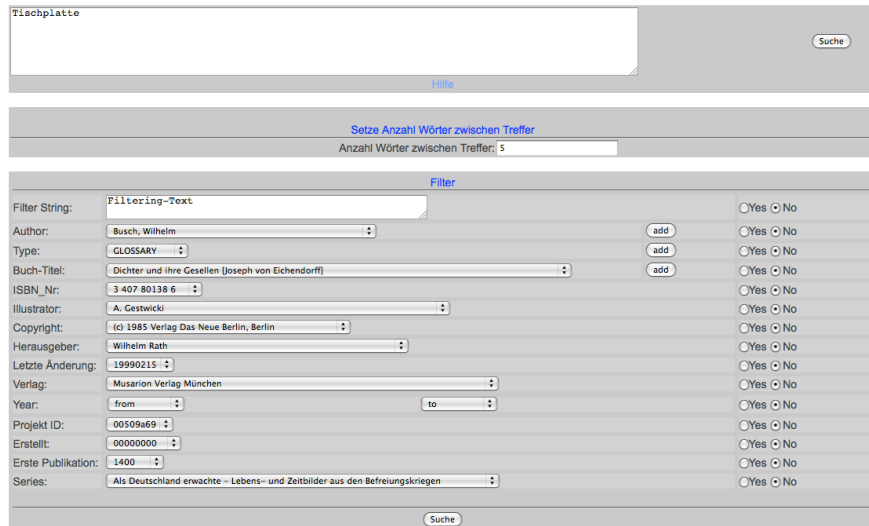 Tischplatte
Suche
Hilfe
Setze Anzahl Wörter zwischen Treffer
Anzahl Wörter zwischen Treffer: 5
Filter
Filter String: Filtering-Text Yes No
Author: Busch, Wilhelm add Yes No
Type: GLOSSARY add Yes No
Buch-Titel: Dichter und ihre Gesellen [Joseph von Eichendorff] add Yes No
ISBN_Nr: 3 407 80138 6 Yes No
Illustrator: A. Gestwicki Yes No
Copyright: (c) 1985 Verlag Das Neue Berlin, Berlin Yes No
Herausgeber: Wilhelm Rath Yes No
Letzte Änderung: 19990215 Yes No
Verlag: Musarion Verlag München Yes No
Year: from to Yes No
Projekt ID: 00509a69 Yes No
Erstellt: 00000000 Yes No
Erste Publikation: 1400 Yes No
Series: Als Deutschland erwachte – Lebens- und Zeitbilder aus den Befreiungskriegen Yes No
Suche